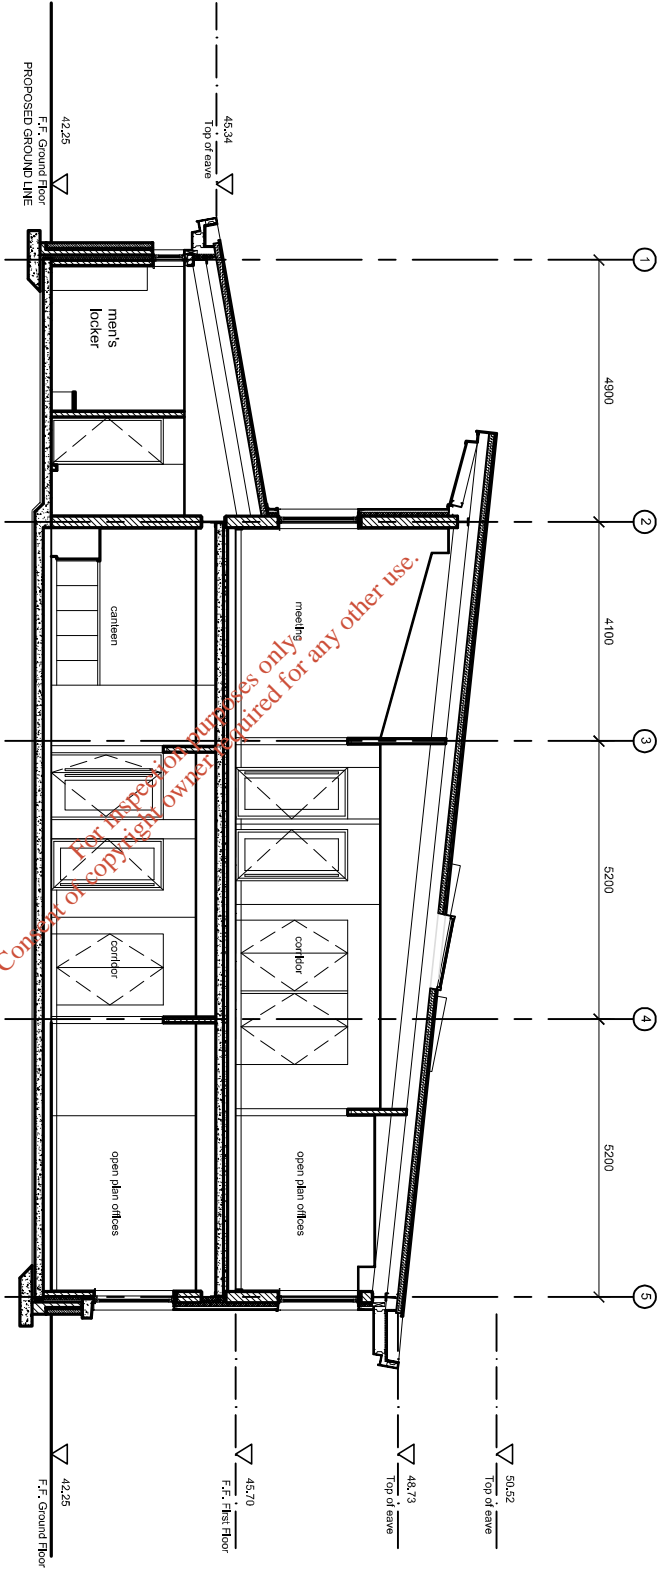 1
2
3
4
5
4900
4100
5200
5200
50.52
Top of eave
45.34
Top of eave
48.73
Top of eave
meeting
corridor
open plan offices
45.70
F.F. First Floor
men's
locker
canteen
corridor
open plan offices
42.25
F.F. Ground Floor
PROPOSED GROUND LINE
42.25
F.F. Ground Floor
For inspection purposes only.
Consent of copyright owner required for any other use.